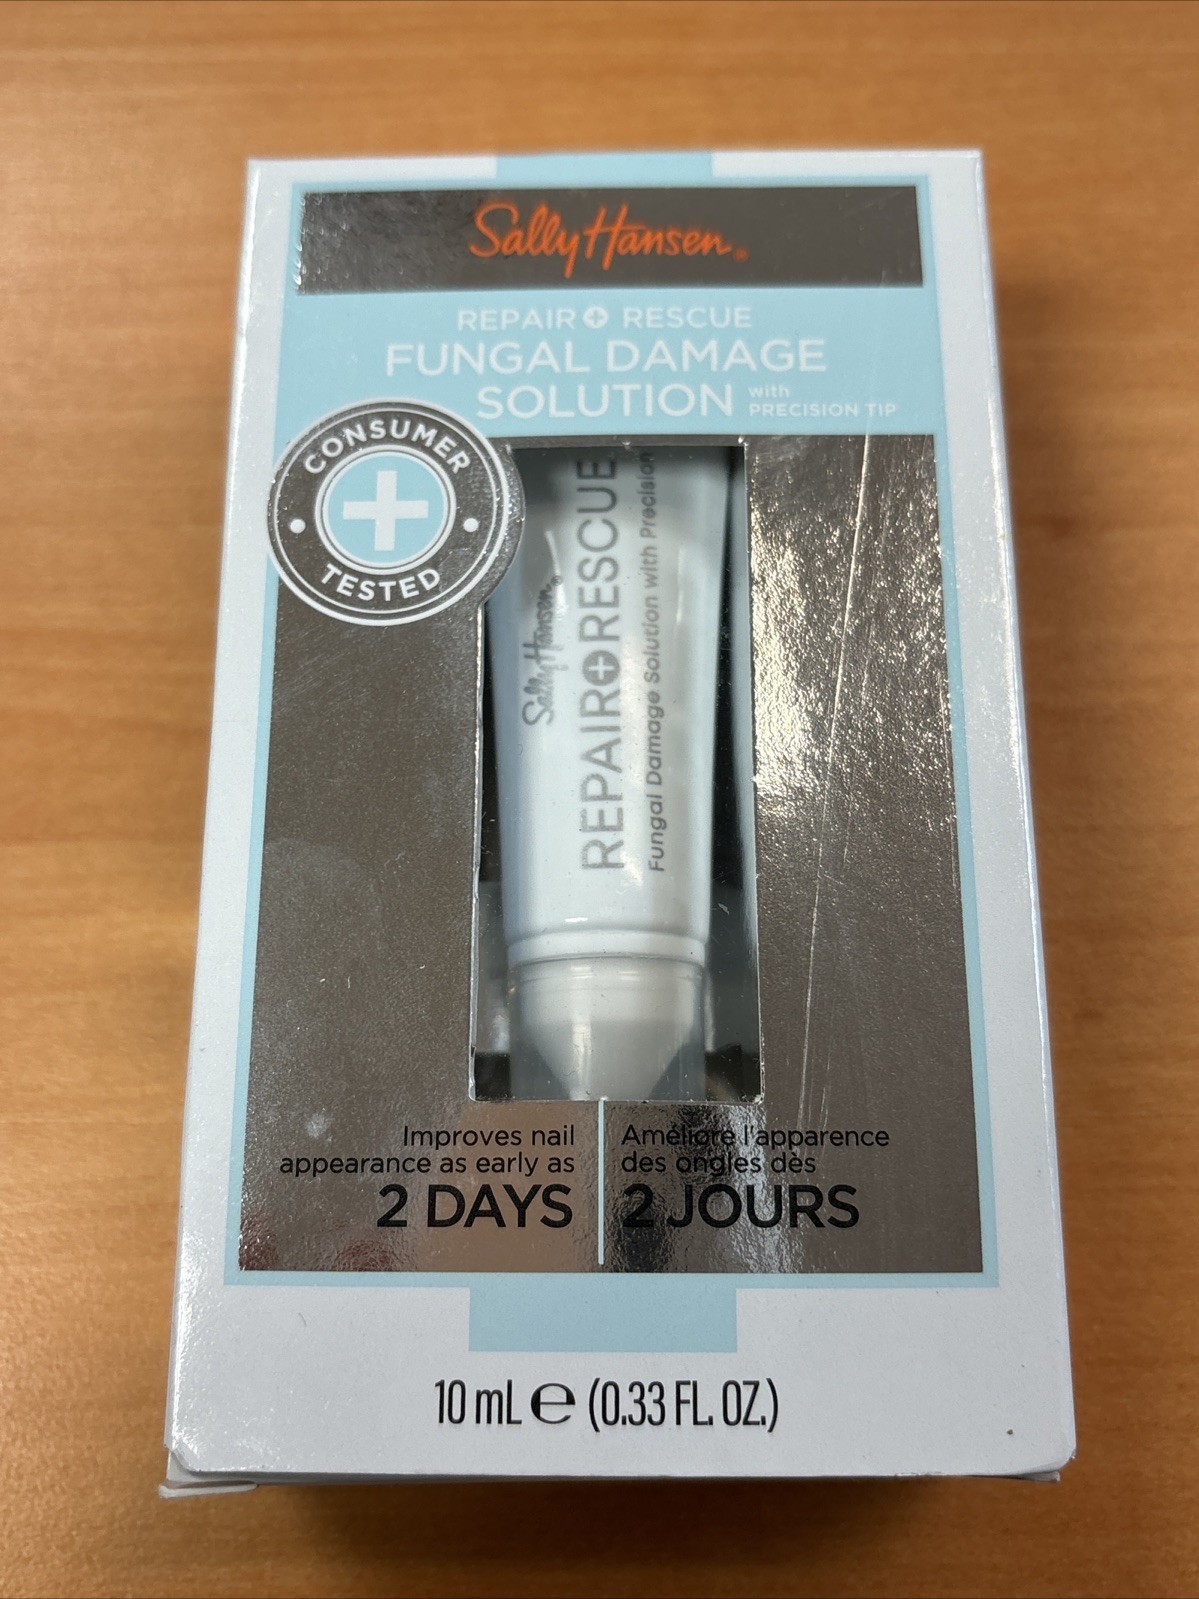 Sally Hansen®
REPAIR + RESCUE
FUNGAL DAMAGE
SOLUTION with
PRECISION TIP
CONSUMER
TESTED
Sally Hansen®
REPAIR+RESCUE
Fungal Damage Solution with Precision
Improves nail
appearance as early as
2 DAYS
Améliore l'apparence
des ongles dès
2 JOURS
10 mL ℮ (0.33 FL. OZ.)